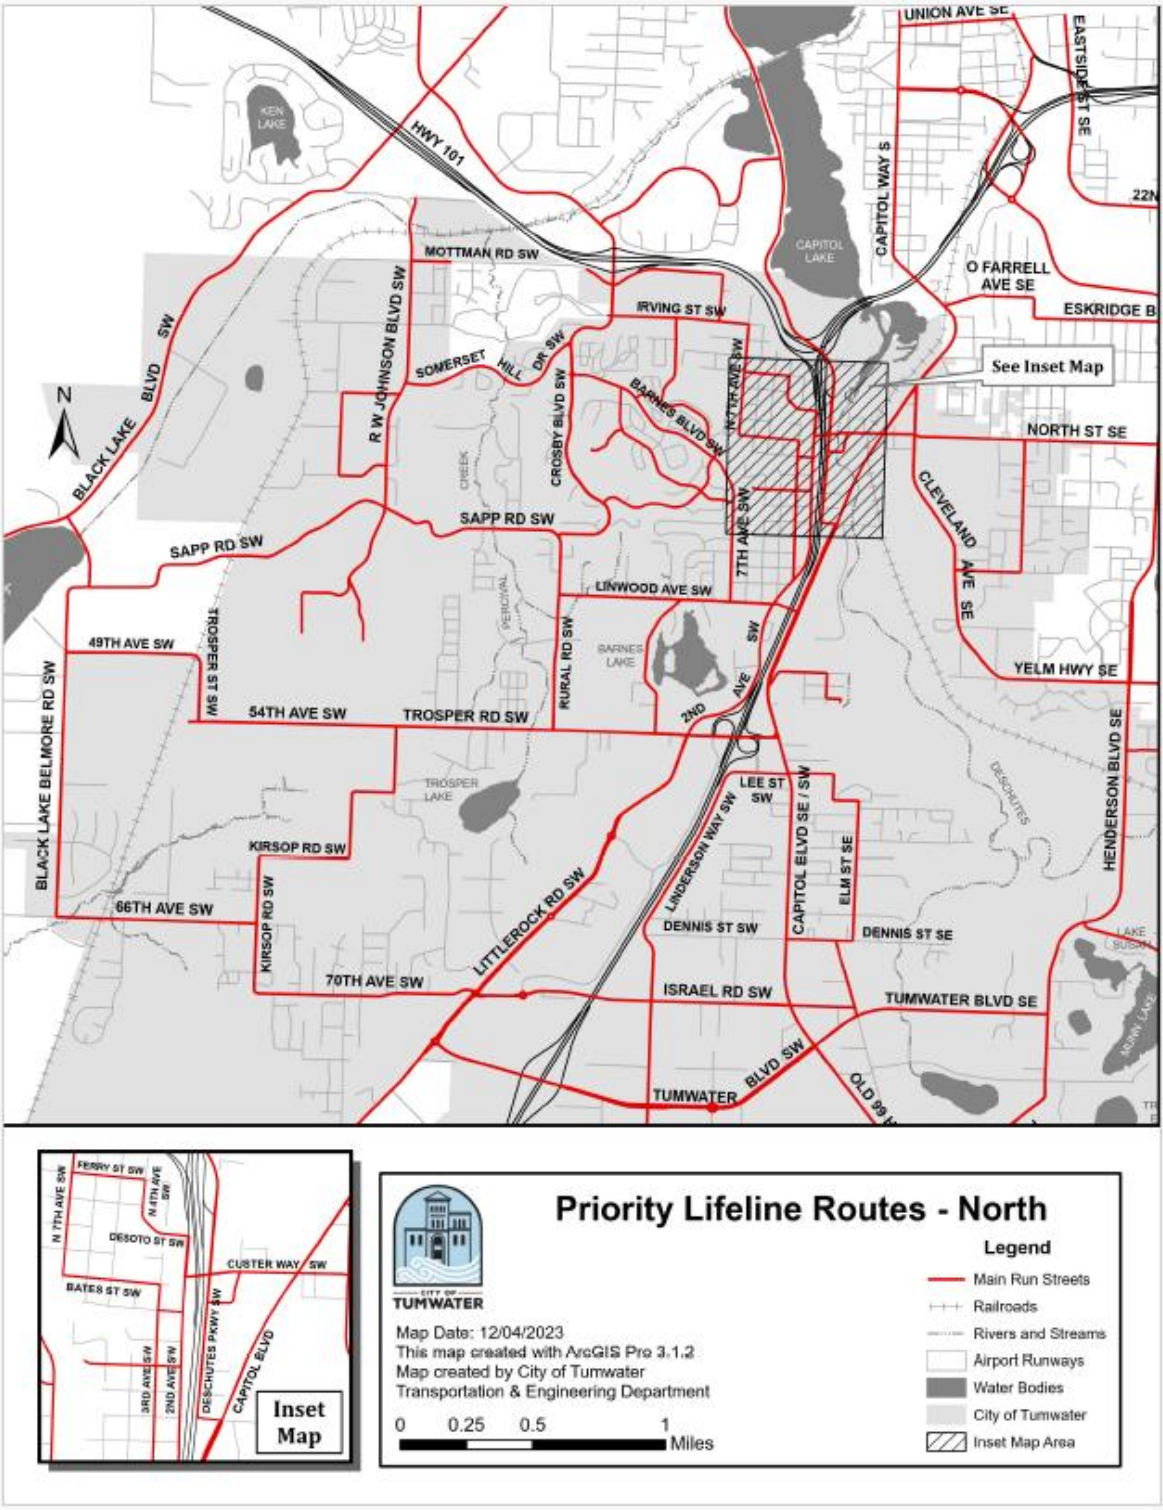 UNION AVE SE
EASTSIDE ST SE
KEN
LAKE
HWY 101
CAPITOL WAY S
22N
MOTTMAN RD SW
CAPITOL
LAKE
O FARRELL
AVE SE
ESKRIDGE B
IRVING ST SW
BLACK LAKE BLVD SW
R W JOHNSON BLVD SW
SOMERSET HILL DR SW
CROSBY BLVD SW
BARNES BLVD SW
N 7TH AVE SW
See Inset Map
N
NORTH ST SE
CREEK
CLEVELAND AVE SE
SAPP RD SW
SAPP RD SW
7TH AVE SW
LINWOOD AVE SW
PERCIVAL
TROSPER ST SW
49TH AVE SW
RURAL RD SW
BARNES
LAKE
2ND AVE SW
YELM HWY SE
BLACK LAKE BELMORE RD SW
54TH AVE SW
TROSPER RD SW
HENDERSON BLVD SE
TROSPER
LAKE
LEE ST
SW
DESCHUTES
LINDERSON WAY SW
CAPITOL BLVD SE / SW
ELM ST SE
KIRSOP RD SW
KIRSOP RD SW
66TH AVE SW
LITTLEROCK RD SW
DENNIS ST SW
DENNIS ST SE
LAKE
SUSAN
70TH AVE SW
ISRAEL RD SW
TUMWATER BLVD SE
MUNN LAKE
TUMWATER BLVD SW
OLD 99 H
TR
FERRY ST SW
N 7TH AVE SW
N 4TH AVE
SW
DESOTO ST SW
CUSTER WAY SW
BATES ST SW
3RD AVE SW
2ND AVE SW
DESCHUTES PKWY SW
CAPITOL BLVD
Inset
Map
CITY OF
TUMWATER
Priority Lifeline Routes - North
Map Date: 12/04/2023
This map created with ArcGIS Pro 3.1.2
Map created by City of Tumwater
Transportation & Engineering Department
0 0.25 0.5 1
Miles
Legend
Main Run Streets
Railroads
Rivers and Streams
Airport Runways
Water Bodies
City of Tumwater
Inset Map Area